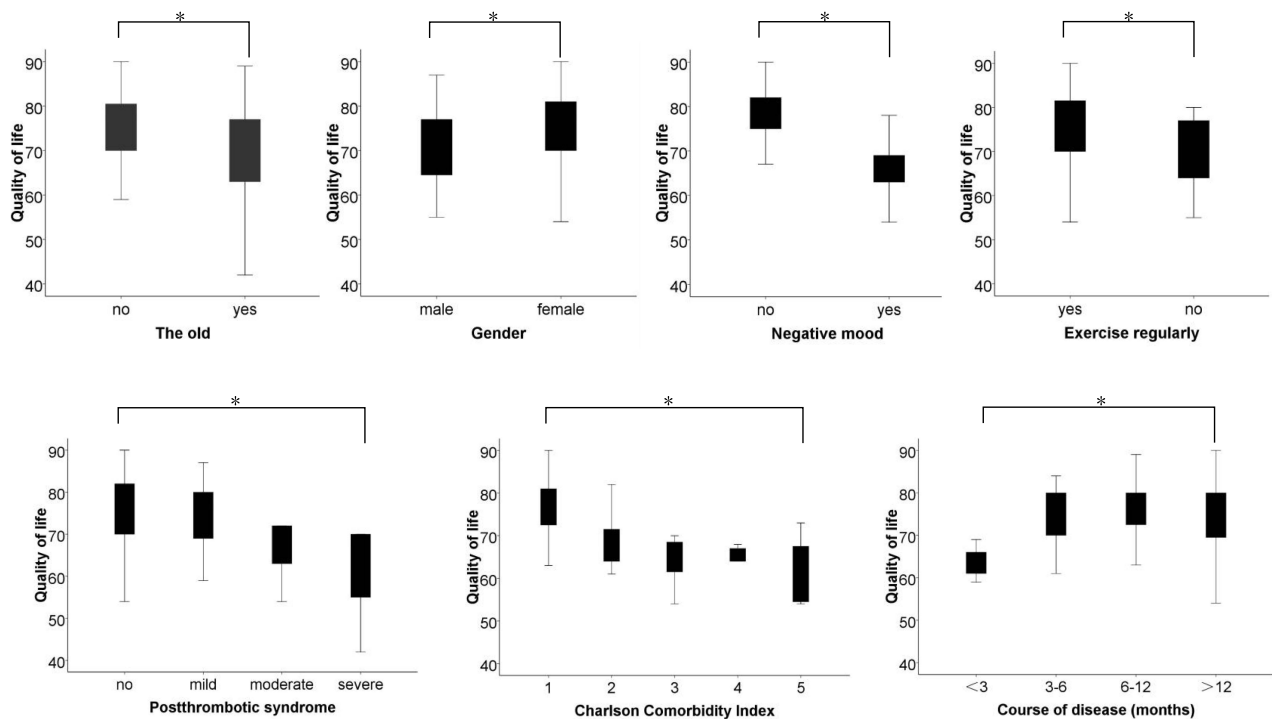 * * * *
Quality of life 90 80 70 60 50 40 no yes The old
Quality of life 90 80 70 60 50 40 male female Gender
Quality of life 90 80 70 60 50 40 no yes Negative mood
Quality of life 90 80 70 60 50 40 yes no Exercise regularly
* * *
Quality of life 90 80 70 60 50 40 no mild moderate severe Postthrombotic syndrome
Quality of life 90 80 70 60 50 40 1 2 3 4 5 Charlson Comorbidity Index
Quality of life 90 80 70 60 50 40 <3 3-6 6-12 >12 Course of disease (months)